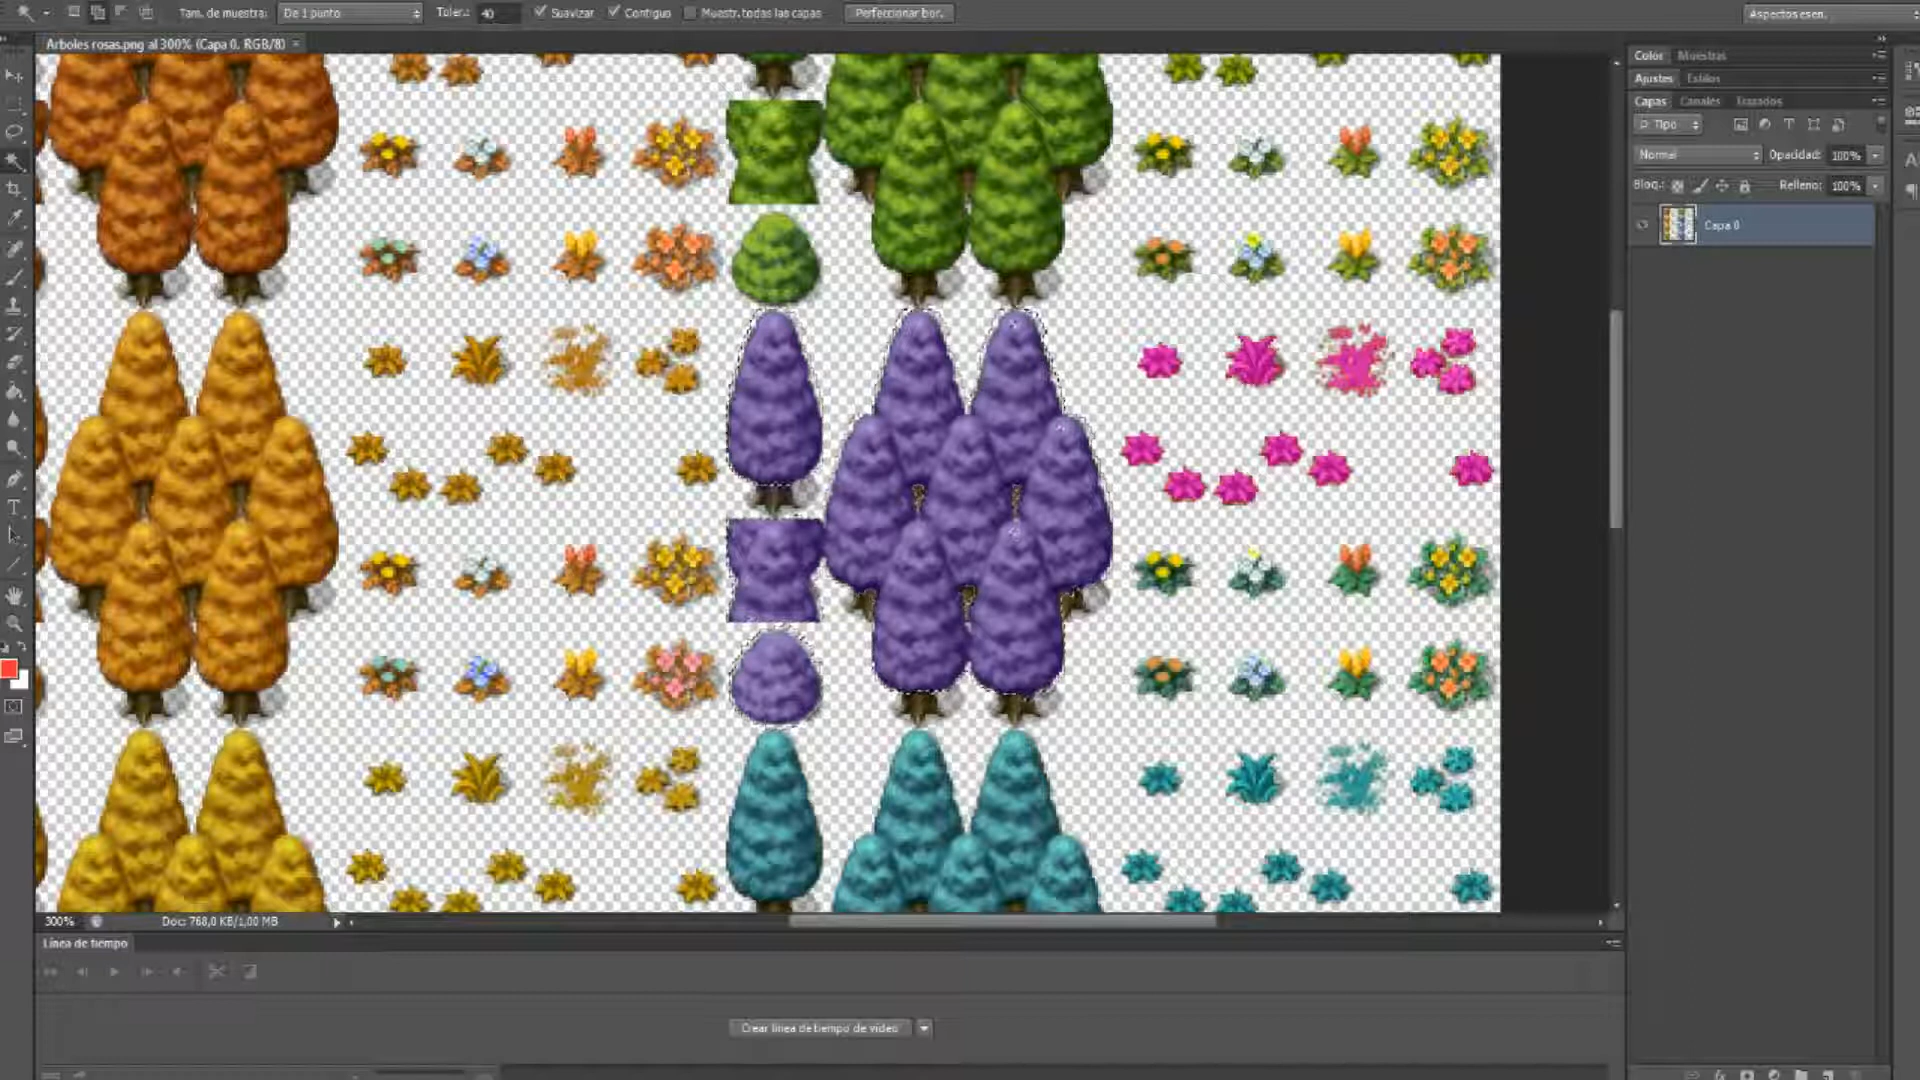 Tam. de muestra: De 1 punto Toler.: 40 Suavizar Contiguo Muestr. todas las capas Perfeccionar bor.
Aspectos esen.
Arboles rosas.png al 300% (Capa 0, RGB/8) ×
Color Muestras
Ajustes Estilos
Capas Canales Trazados
Tipo
Normal Opacidad: 100%
Bloq.: Relleno: 100%
Capa 0
300% Doc: 768,0 KB/1,00 MB
Línea de tiempo
Crear línea de tiempo de vídeo